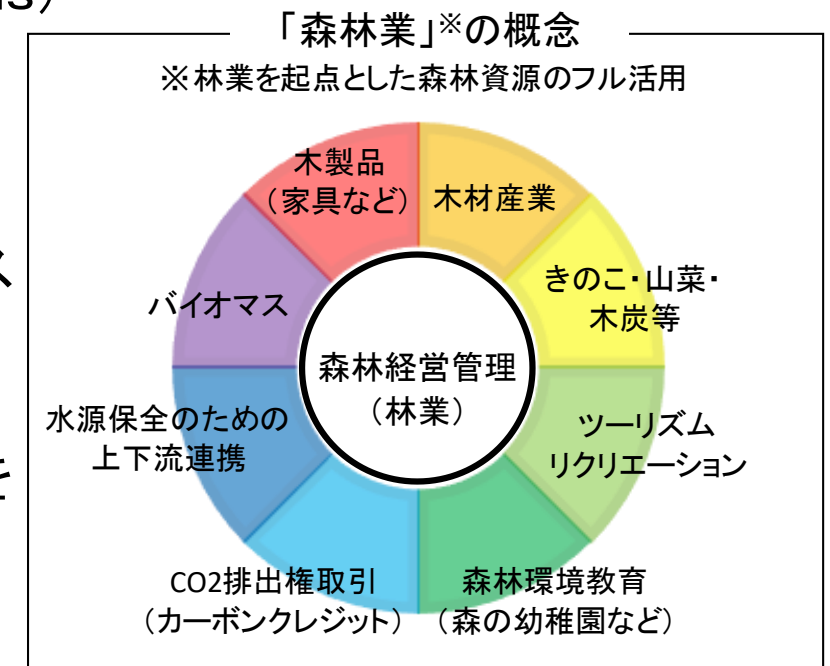 ns)
「森林業」※の概念
※林業を起点とした森林資源のフル活用
木製品
（家具など）
木材産業
きのこ・山菜・
木炭等
ツーリズム
リクリエーション
森林環境教育
（森の幼稚園など）
CO2排出権取引
（カーボンクレジット）
水源保全のための
上下流連携
バイオマス
森林経営管理
（林業）
ス
を